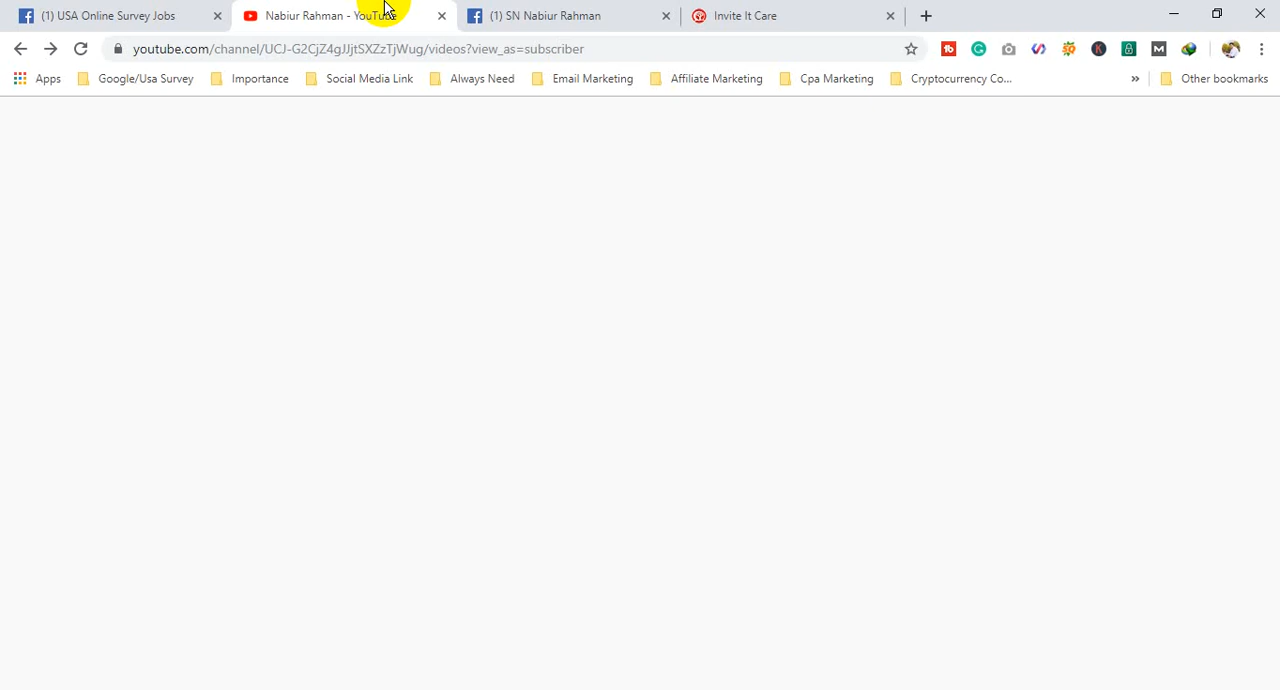 (1) USA Online Survey Jobs
Nabiur Rahman - YouTube
(1) SN Nabiur Rahman
Invite It Care
youtube.com/channel/UCJ-G2CjZ4gJJjtSXZzTjWug/videos?view_as=subscriber
Apps
Google/Usa Survey
Importance
Social Media Link
Always Need
Email Marketing
Affiliate Marketing
Cpa Marketing
Cryptocurrency Co...
»
Other bookmarks